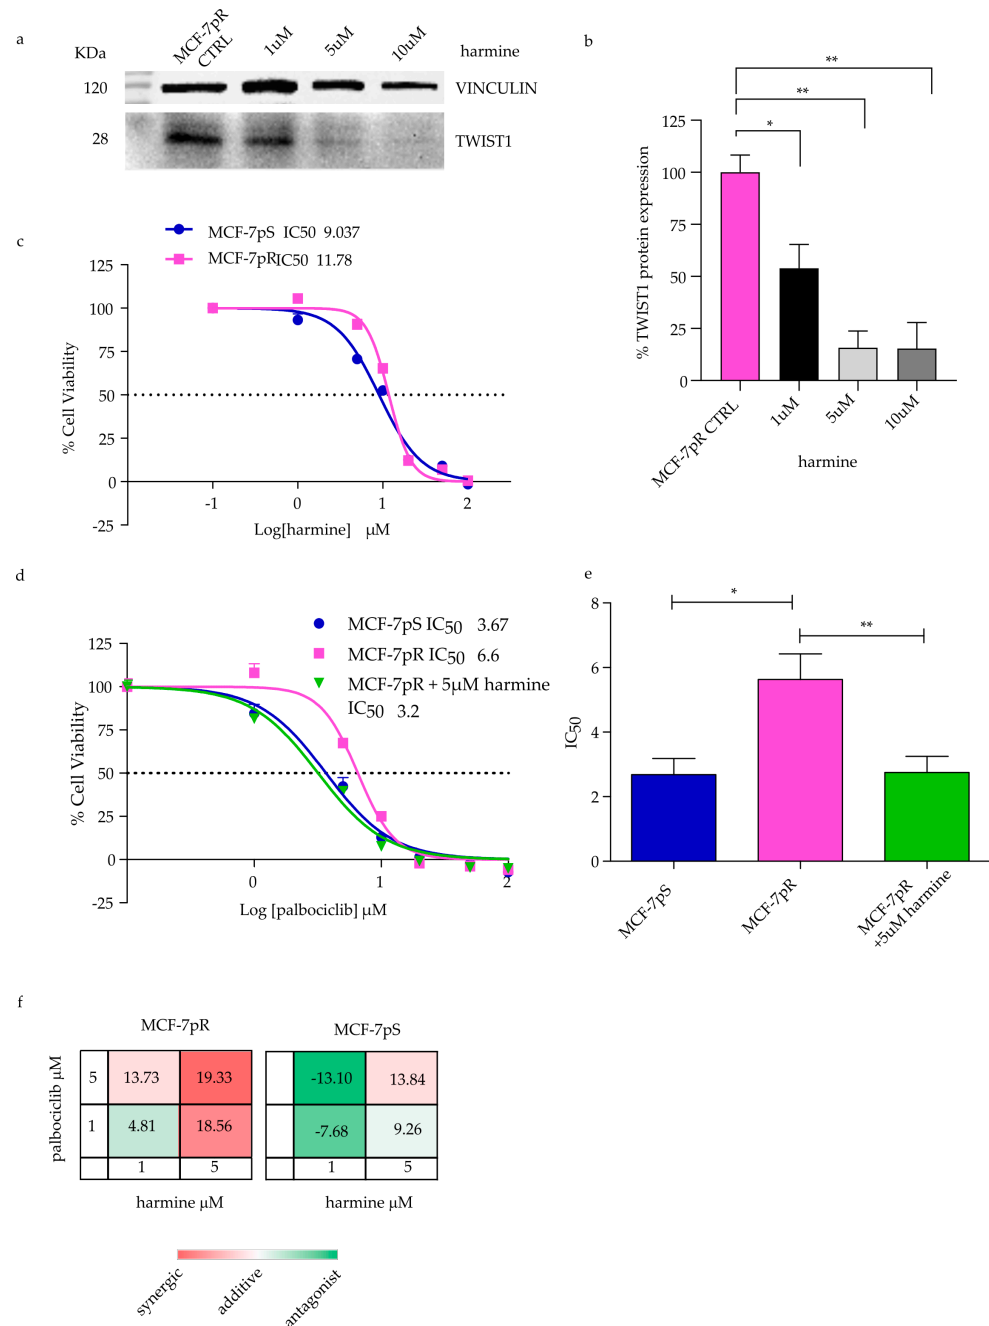 a
KDa
MCF-7pR
CTRL
1uM
5uM
10uM
harmine
120
VINCULIN
28
TWIST1
b
**
**
*
125
100
75
50
25
0
% TWIST1 protein expression
MCF-7pR CTRL
1uM
5uM
10uM
harmine
c
MCF-7pS IC50 9.037
MCF-7pR IC50 11.78
125
100
75
50
25
0
-25
% Cell Viability
-1
0
1
2
Log[harmine] μM
d
MCF-7pS IC50 3.67
MCF-7pR IC50 6.6
MCF-7pR + 5μM harmine
IC50 3.2
125
100
75
50
25
0
-25
% Cell Viability
0
1
2
Log [palbociclib] μM
e
*
**
8
6
4
2
0
IC50
MCF-7pS
MCF-7pR
MCF-7pR
+5uM harmine
f
MCF-7pR
MCF-7pS
palbociclib μM
5 13.73 19.33
1 4.81 18.56
1 5
harmine μM
-13.10 13.84
-7.68 9.26
1 5
harmine μM
synergic
additive
antagonist